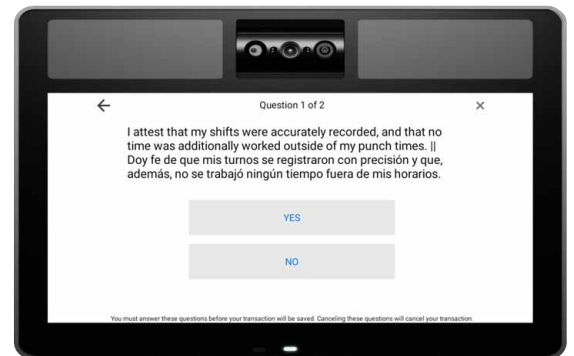 Question 1 of 2
I attest that my shifts were accurately recorded, and that no
time was additionally worked outside of my punch times. ||
Doy fe de que mis turnos se registraron con precisión y que,
además, no se trabajó ningún tiempo fuera de mis horarios.
YES
NO
You must answer these questions before your transaction will be saved. Canceling these questions will cancel your transaction.